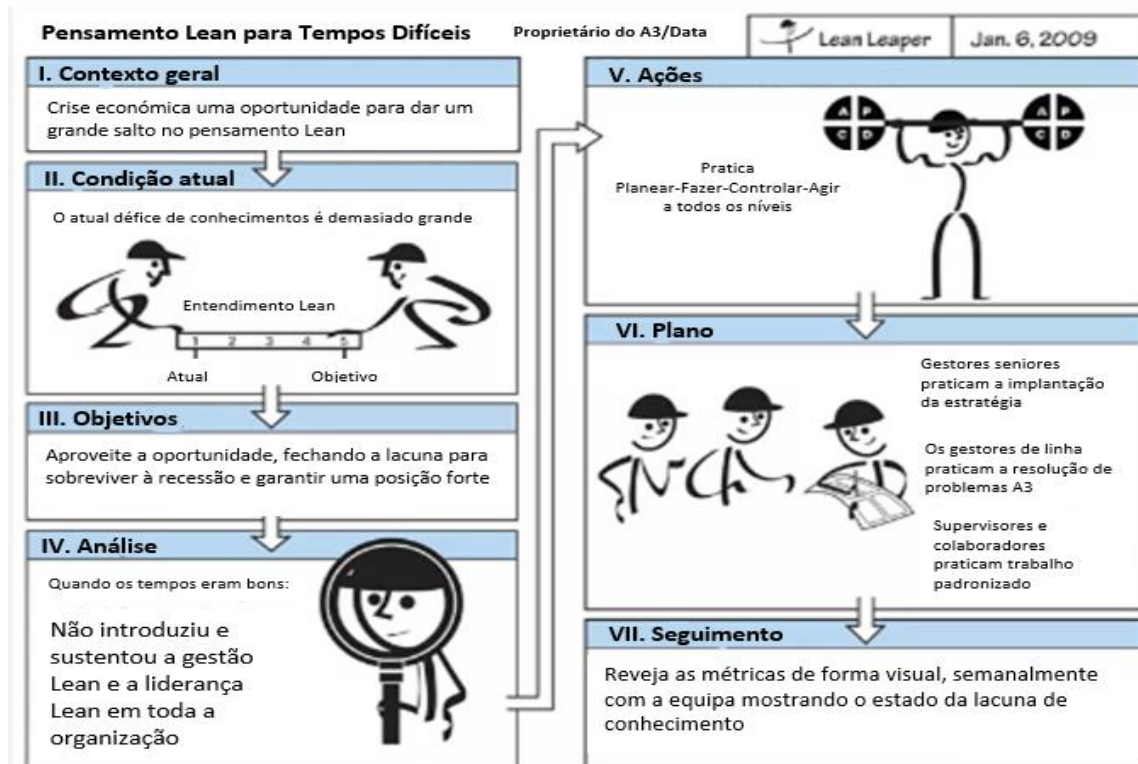 Pensamento Lean para Tempos Difíceis
Proprietário do A3/Data
Lean Leaper
Jan. 6, 2009
I. Contexto geral
Crise económica uma oportunidade para dar um
grande salto no pensamento Lean
II. Condição atual
O atual défice de conhecimentos é demasiado grande
Entendimento Lean
1 2 3 4 5
Atual
Objetivo
III. Objetivos
Aproveite a oportunidade, fechando a lacuna para
sobreviver à recessão e garantir uma posição forte
IV. Análise
Quando os tempos eram bons:
Não introduziu e
sustentou a gestão
Lean e a liderança
Lean em toda a
organização
V. Ações
A P
C D
A P
C D
Pratica
Planear-Fazer-Controlar-Agir
a todos os níveis
VI. Plano
Gestores seniores
praticam a implantação
da estratégia
Os gestores de linha
praticam a resolução de
problemas A3
Supervisores e
colaboradores
praticam trabalho
padronizado
VII. Seguimento
Reveja as métricas de forma visual, semanalmente
com a equipa mostrando o estado da lacuna de
conhecimento